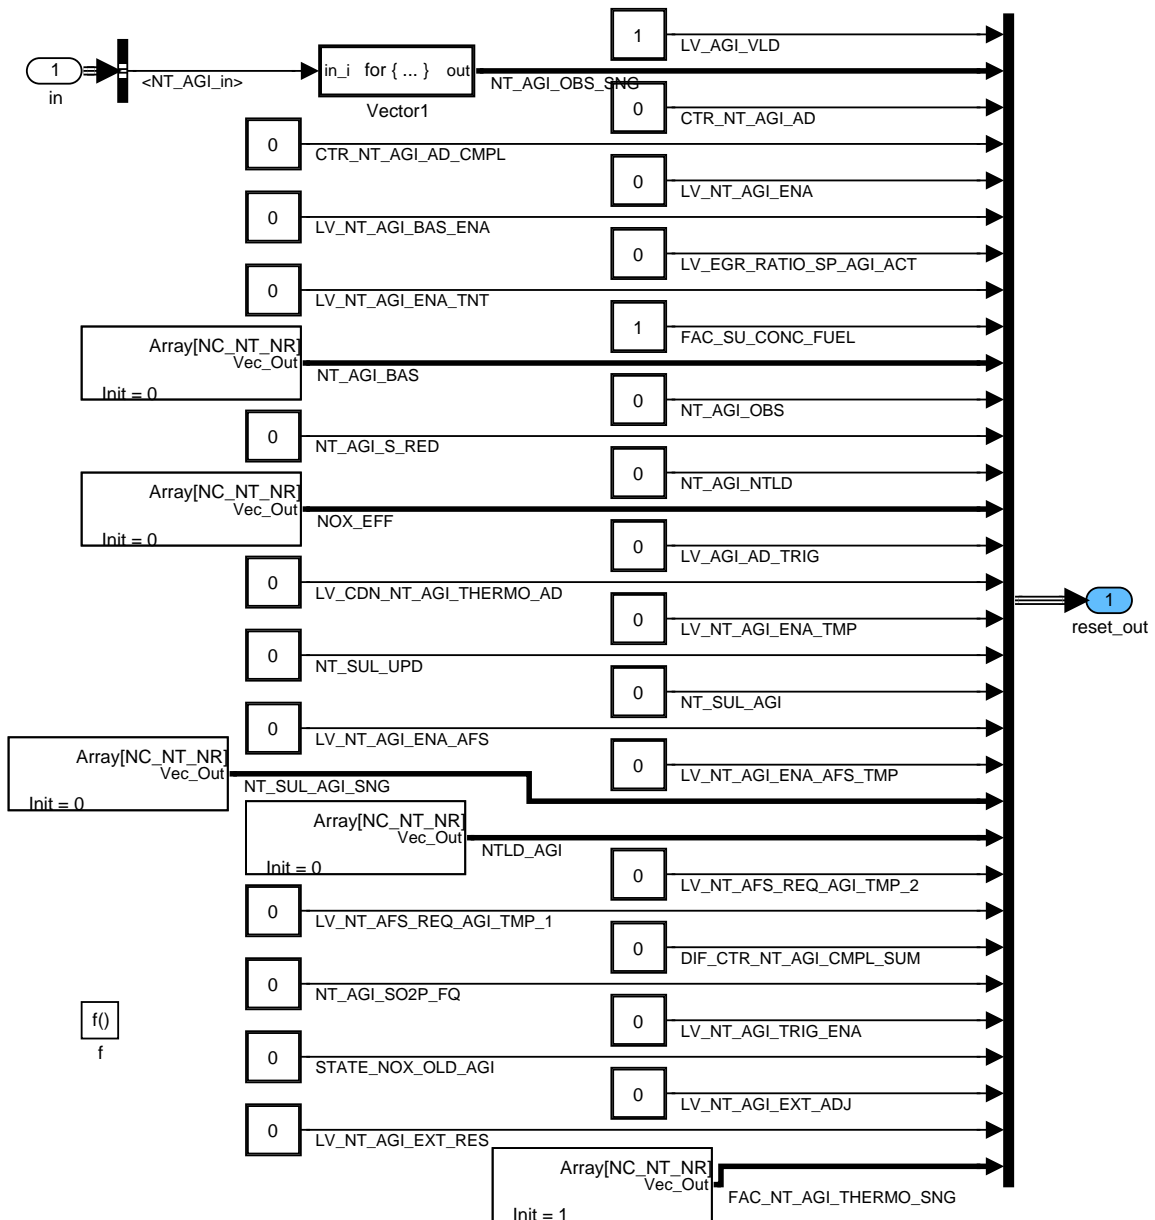 1
LV_AGI_VLD
1
in
<NT_AGI_in>
in_i for { ... } out
Vector1
NT_AGI_OBS_SNG
0
CTR_NT_AGI_AD
0
CTR_NT_AGI_AD_CMPL
0
LV_NT_AGI_ENA
0
LV_NT_AGI_BAS_ENA
0
LV_EGR_RATIO_SP_AGI_ACT
0
LV_NT_AGI_ENA_TNT
1
FAC_SU_CONC_FUEL
Array[NC_NT_NR]
Vec_Out
Init = 0
NT_AGI_BAS
0
NT_AGI_OBS
0
NT_AGI_S_RED
0
NT_AGI_NTLD
Array[NC_NT_NR]
Vec_Out
Init = 0
NOX_EFF
0
LV_AGI_AD_TRIG
0
LV_CDN_NT_AGI_THERMO_AD
1
reset_out
0
LV_NT_AGI_ENA_TMP
0
NT_SUL_UPD
0
NT_SUL_AGI
0
LV_NT_AGI_ENA_AFS
0
LV_NT_AGI_ENA_AFS_TMP
Array[NC_NT_NR]
Vec_Out
Init = 0
NT_SUL_AGI_SNG
Array[NC_NT_NR]
Vec_Out
Init = 0
NTLD_AGI
0
LV_NT_AFS_REQ_AGI_TMP_2
0
LV_NT_AFS_REQ_AGI_TMP_1
0
DIF_CTR_NT_AGI_CMPL_SUM
0
NT_AGI_SO2P_FQ
f()
f
0
LV_NT_AGI_TRIG_ENA
0
STATE_NOX_OLD_AGI
0
LV_NT_AGI_EXT_ADJ
0
LV_NT_AGI_EXT_RES
Array[NC_NT_NR]
Vec_Out
Init = 1
FAC_NT_AGI_THERMO_SNG